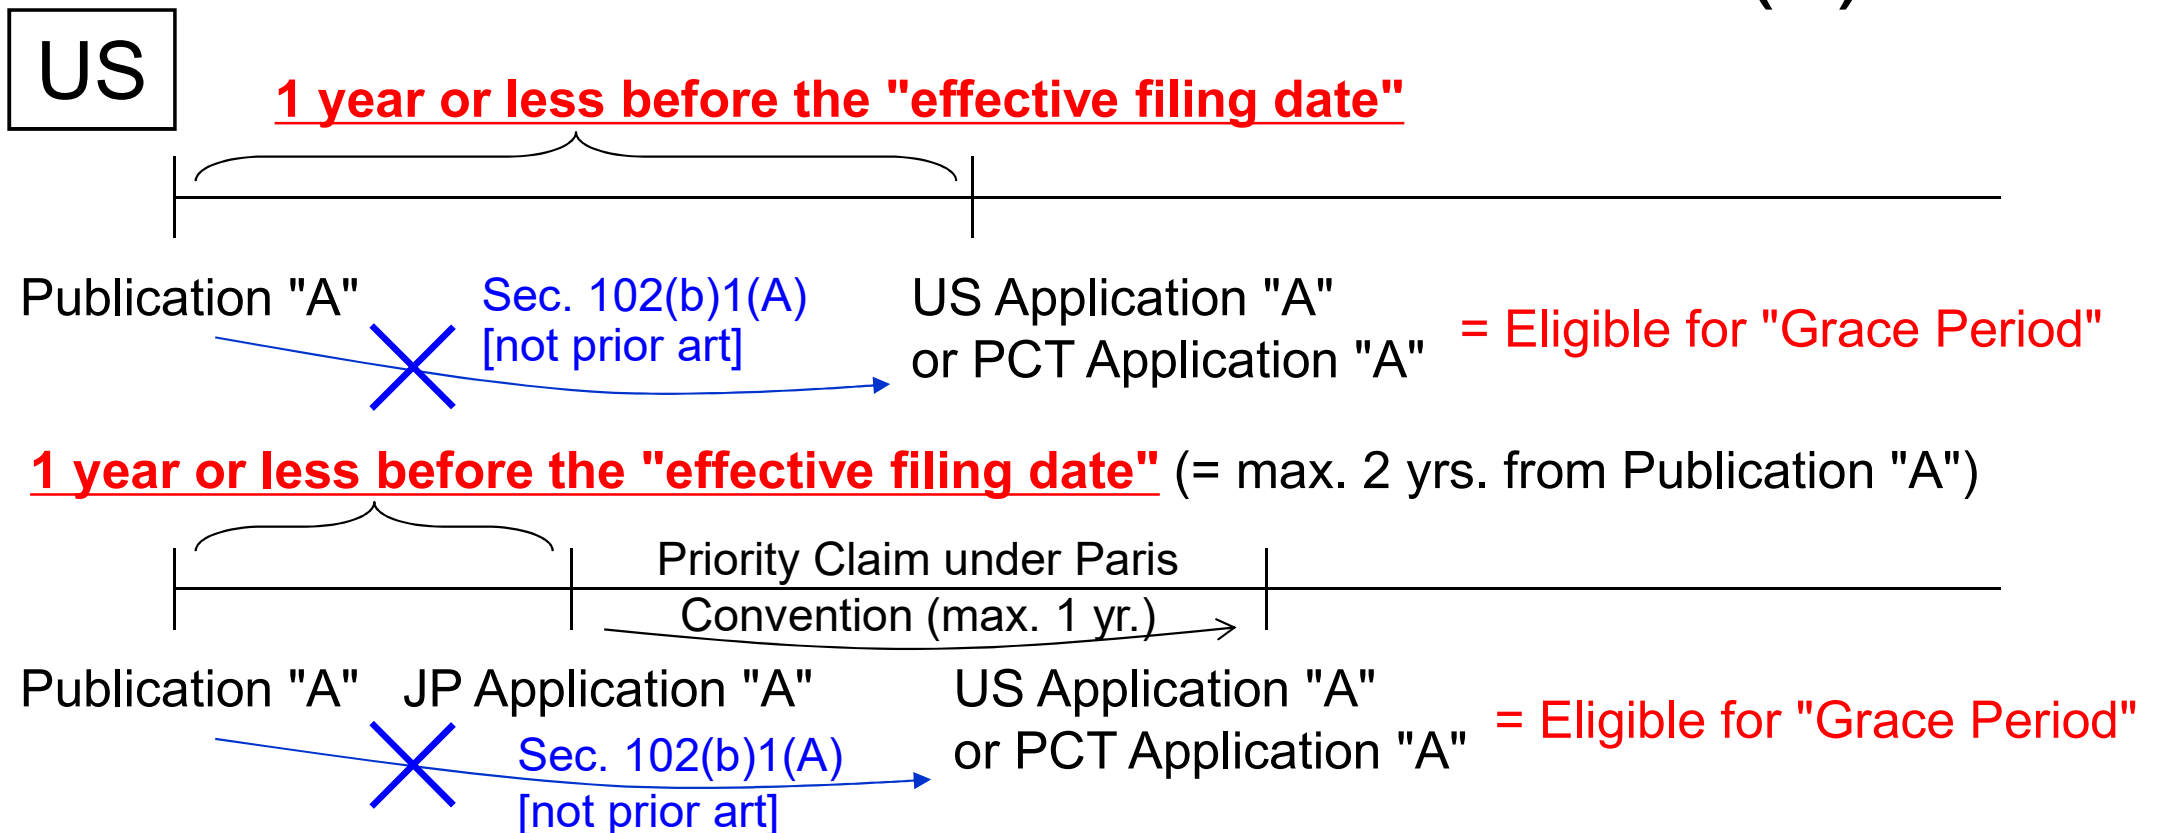 US
1 year or less before the "effective filing date"
Publication "A"
Sec. 102(b)1(A)
[not prior art]
US Application "A"
or PCT Application "A"
= Eligible for "Grace Period"
1 year or less before the "effective filing date" (= max. 2 yrs. from Publication "A")
Priority Claim under Paris
Convention (max. 1 yr.)
Publication "A"
JP Application "A"
Sec. 102(b)1(A)
[not prior art]
US Application "A"
or PCT Application "A"
= Eligible for "Grace Period"